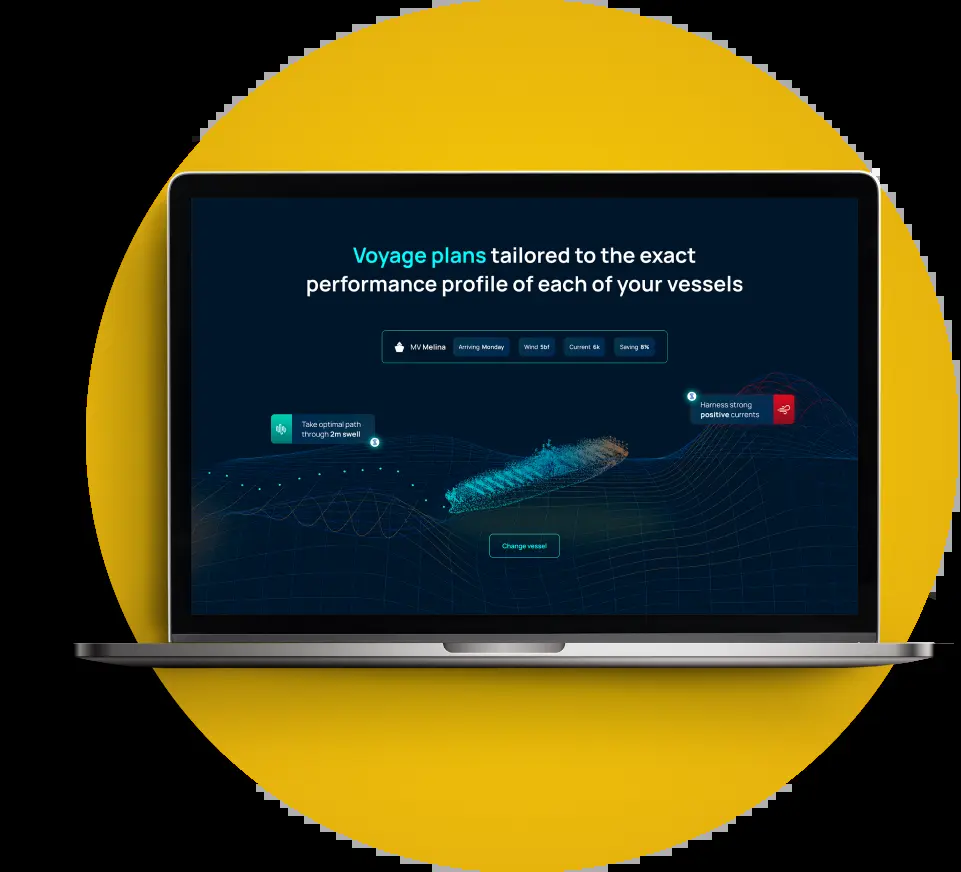 Voyage plans tailored to the exact
performance profile of each of your vessels
MV Melina Arriving Monday Wind 5bf Current 6k Saving 8%
Harness strong
positive currents
Take optimal path
through 2m swell
Change vessel